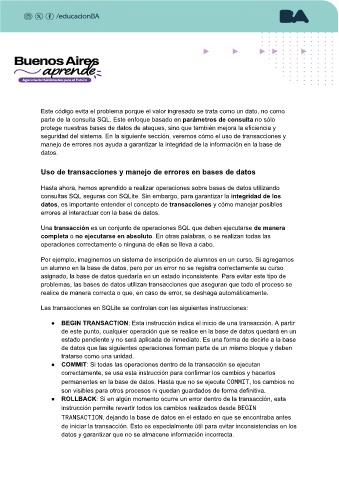 /educacionBA
BA
Buenos Aires
aprende
Agencia de Habilidades para el Futuro
Este código evita el problema porque el valor ingresado se trata como un dato, no como
parte de la consulta SQL. Este enfoque basado en parámetros de consulta no sólo
protege nuestras bases de datos de ataques, sino que también mejora la eficiencia y
seguridad del sistema. En la siguiente sección, veremos cómo el uso de transacciones y
manejo de errores nos ayuda a garantizar la integridad de la información en la base de
datos.
Uso de transacciones y manejo de errores en bases de datos
Hasta ahora, hemos aprendido a realizar operaciones sobre bases de datos utilizando
consultas SQL seguras con SQLite. Sin embargo, para garantizar la integridad de los
datos, es importante entender el concepto de transacciones y cómo manejar posibles
errores al interactuar con la base de datos.
Una transacción es un conjunto de operaciones SQL que deben ejecutarse de manera
completa o no ejecutarse en absoluto. En otras palabras, o se realizan todas las
operaciones correctamente o ninguna de ellas se lleva a cabo.
Por ejemplo, imaginemos un sistema de inscripción de alumnos en un curso. Si agregamos
un alumno en la base de datos, pero por un error no se registra correctamente su curso
asignado, la base de datos quedaría en un estado inconsistente. Para evitar este tipo de
problemas, las bases de datos utilizan transacciones que aseguran que todo el proceso se
realice de manera correcta o que, en caso de error, se deshaga automáticamente.
Las transacciones en SQLite se controlan con las siguientes instrucciones:
● BEGIN TRANSACTION: Esta instrucción indica el inicio de una transacción. A partir
de este punto, cualquier operación que se realice en la base de datos quedará en un
estado pendiente y no será aplicada de inmediato. Es una forma de decirle a la base
de datos que las siguientes operaciones forman parte de un mismo bloque y deben
tratarse como una unidad.
● COMMIT: Si todas las operaciones dentro de la transacción se ejecutan
correctamente, se usa esta instrucción para confirmar los cambios y hacerlos
permanentes en la base de datos. Hasta que no se ejecute COMMIT, los cambios no
son visibles para otros procesos ni quedan guardados de forma definitiva.
● ROLLBACK: Si en algún momento ocurre un error dentro de la transacción, esta
instrucción permite revertir todos los cambios realizados desde BEGIN
TRANSACTION, dejando la base de datos en el estado en que se encontraba antes
de iniciar la transacción. Esto es especialmente útil para evitar inconsistencias en los
datos y garantizar que no se almacene información incorrecta.